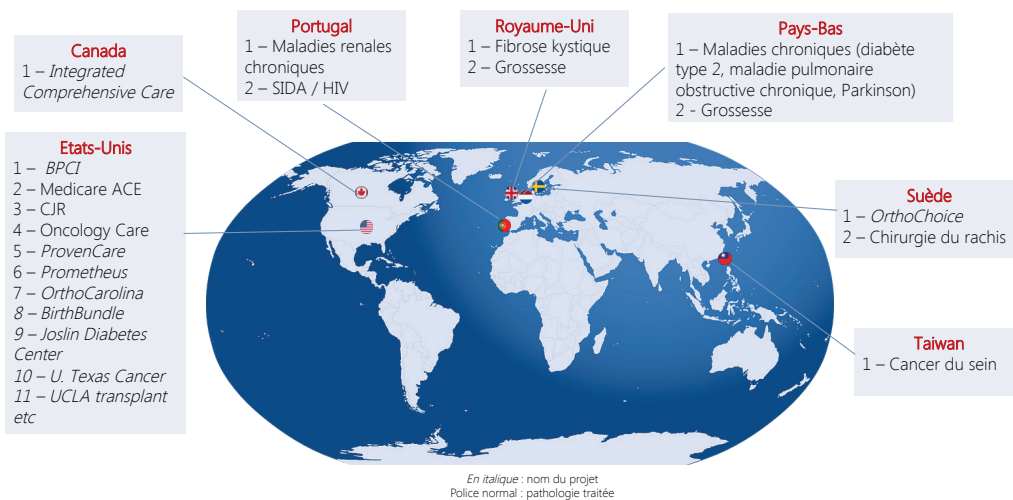 Canada
1 – Integrated
Comprehensive Care
Portugal
1 – Maladies renales
chroniques
2 – SIDA / HIV
Royaume-Uni
1 – Fibrose kystique
2 – Grossesse
Pays-Bas
1 – Maladies chroniques (diabète
type 2, maladie pulmonaire
obstructive chronique, Parkinson)
2 - Grossesse
Etats-Unis
1 – BPCI
2 – Medicare ACE
3 – CJR
4 – Oncology Care
5 – ProvenCare
6 – Prometheus
7 – OrthoCarolina
8 – BirthBundle
9 – Joslin Diabetes
Center
10 – U. Texas Cancer
11 – UCLA transplant
etc
Suède
1 – OrthoChoice
2 – Chirurgie du rachis
Taiwan
1 – Cancer du sein
En italique : nom du projet
Police normal : pathologie traitée